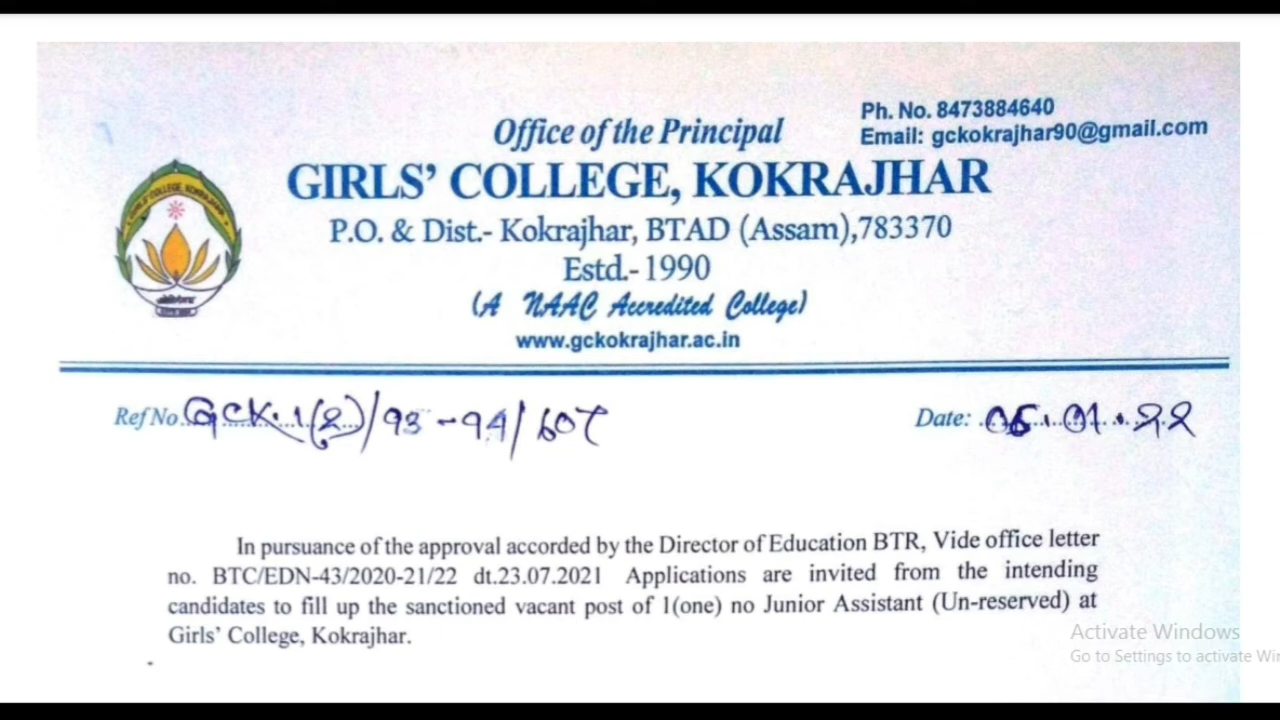 Ph. No. 8473884640
Office of the Principal
Email: gckokrajhar90@gmail.com
GIRLS' COLLEGE, KOKRAJHAR
GIRLS' COLLEGE, KOKRAJHAR
P.O. & Dist.- Kokrajhar, BTAD (Assam),783370
Estd.-1990
(A NAAC Accredited College)
www.gckokrajhar.ac.in
Ref No. GCK.1(2)/93-94/607
Date: 05.01.22
In pursuance of the approval accorded by the Director of Education BTR, Vide office letter
no. BTC/EDN-43/2020-21/22 dt.23.07.2021 Applications are invited from the intending
candidates to fill up the sanctioned vacant post of 1(one) no Junior Assistant (Un-reserved) at
Girls' College, Kokrajhar.
Activate Windows
Go to Settings to activate Wi